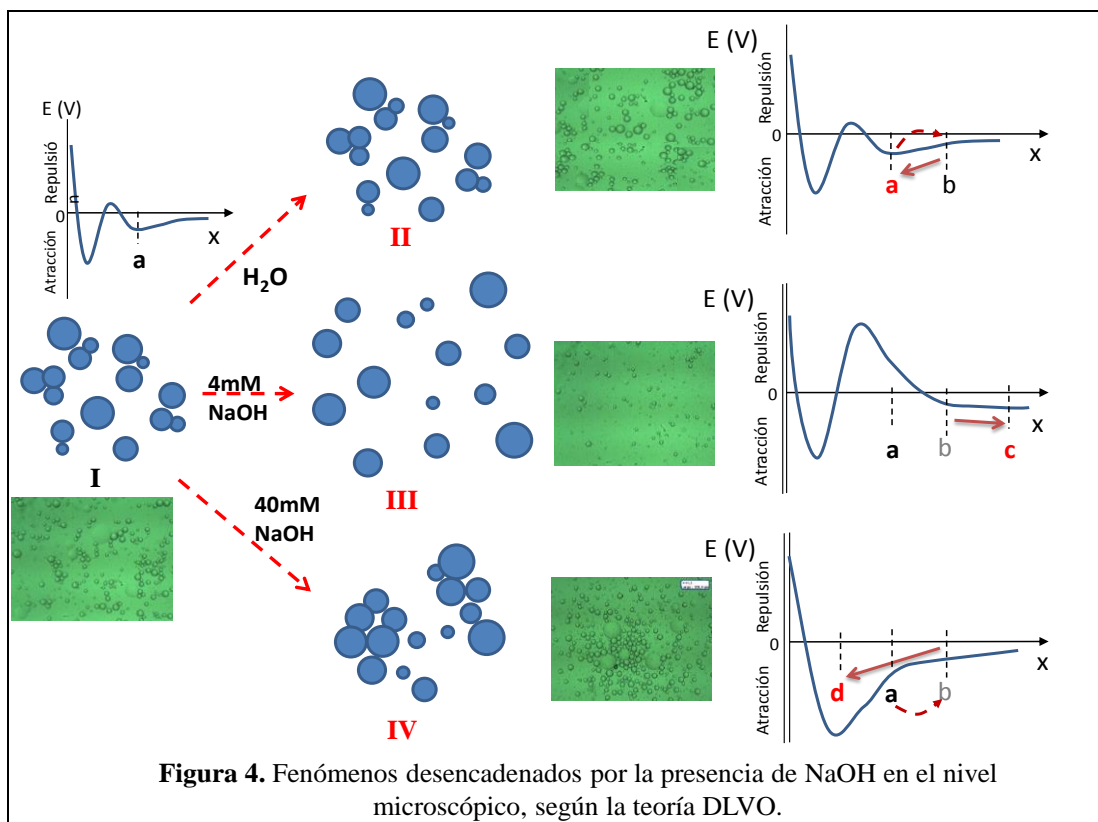 E (V)
Repulsió
n
0
Atracción
X
a
I
H₂O
4mM
NaOH
40mM
NaOH
II
III
IV
E (V)
Repulsión
0
Atracción
X
a
b
E (V)
Repulsión
0
Atracción
X
a
b
c
E (V)
Repulsión
0
Atracción
X
d
a
b
Figura 4. Fenómenos desencadenados por la presencia de NaOH en el nivel
microscópico, según la teoría DLVO.